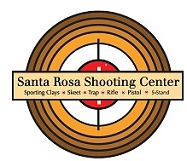 Santa Rosa Shooting Center
Sporting Clays × Skeet × Trap × Rifle × Pistol × 5-Stand